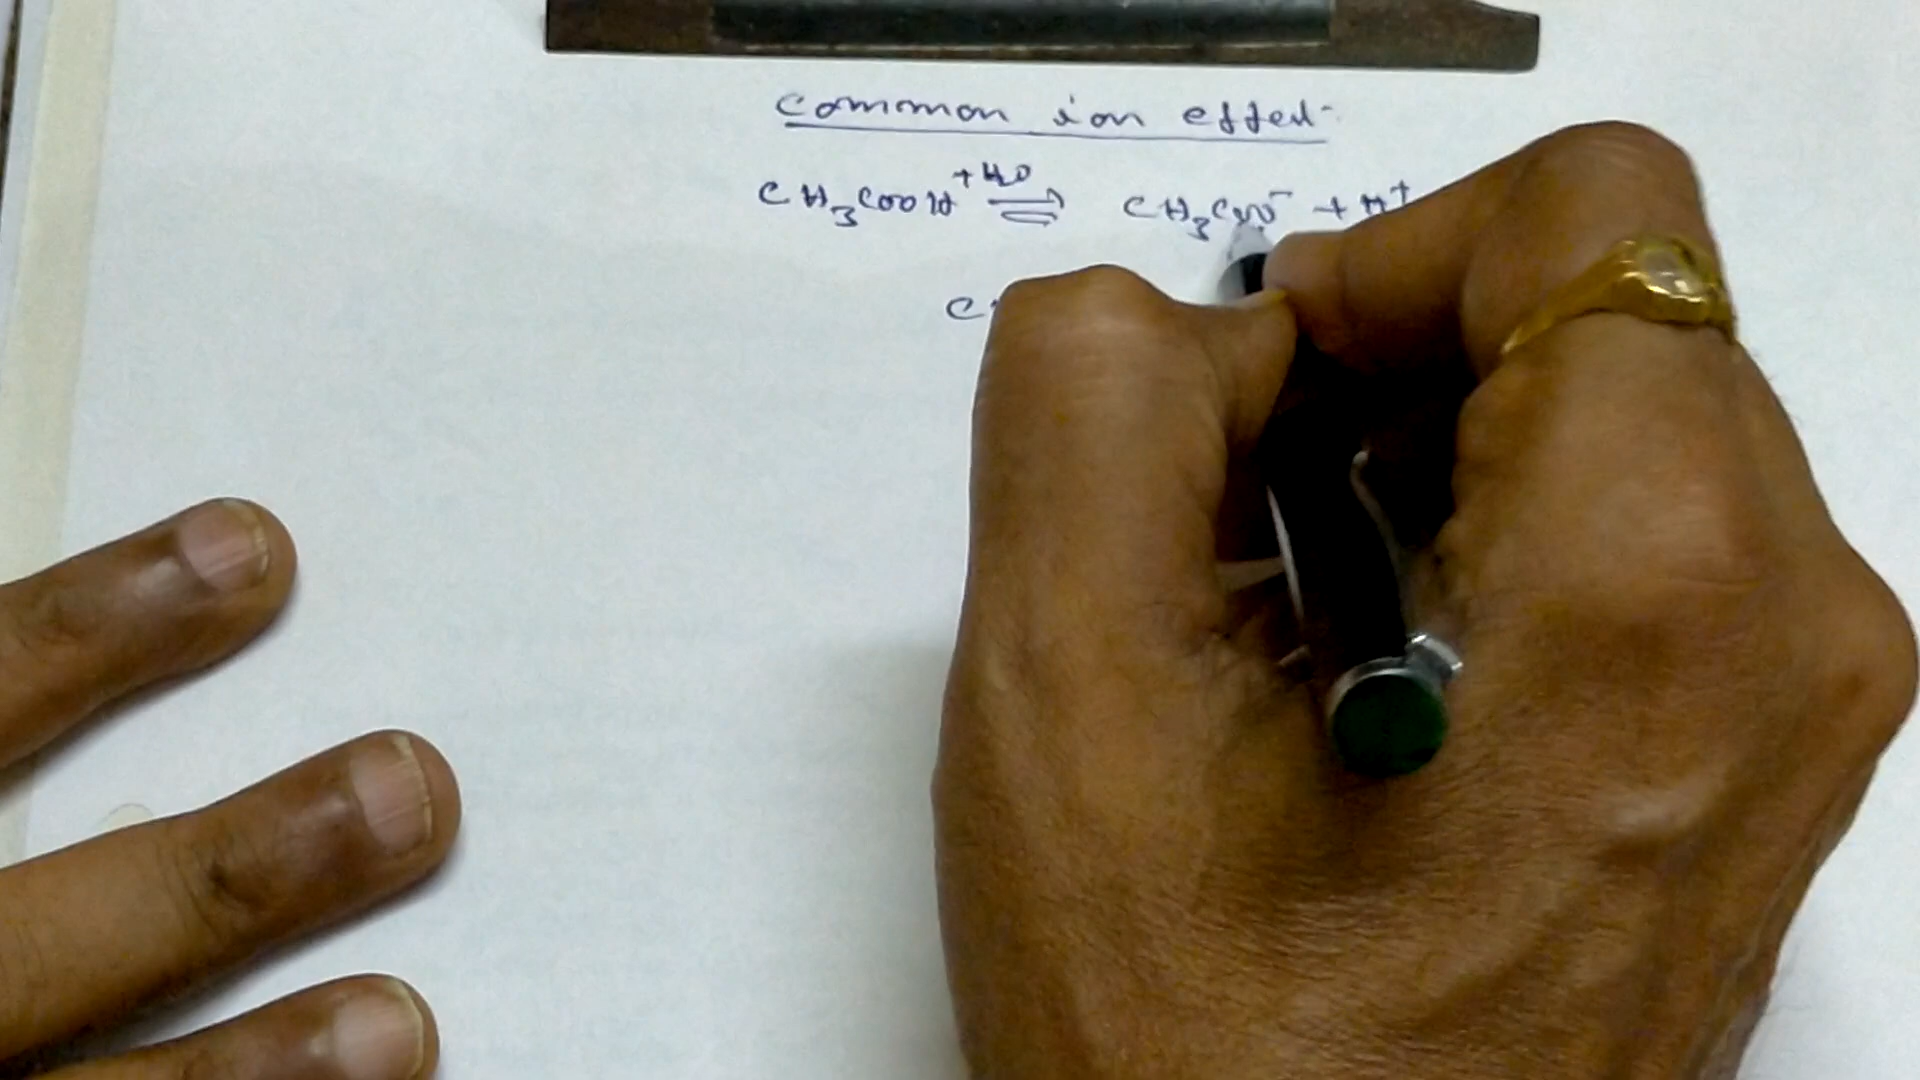 common ion effect
CH₃COOH +H₂O ⇌ CH₃COO⁻ + H⁺
C